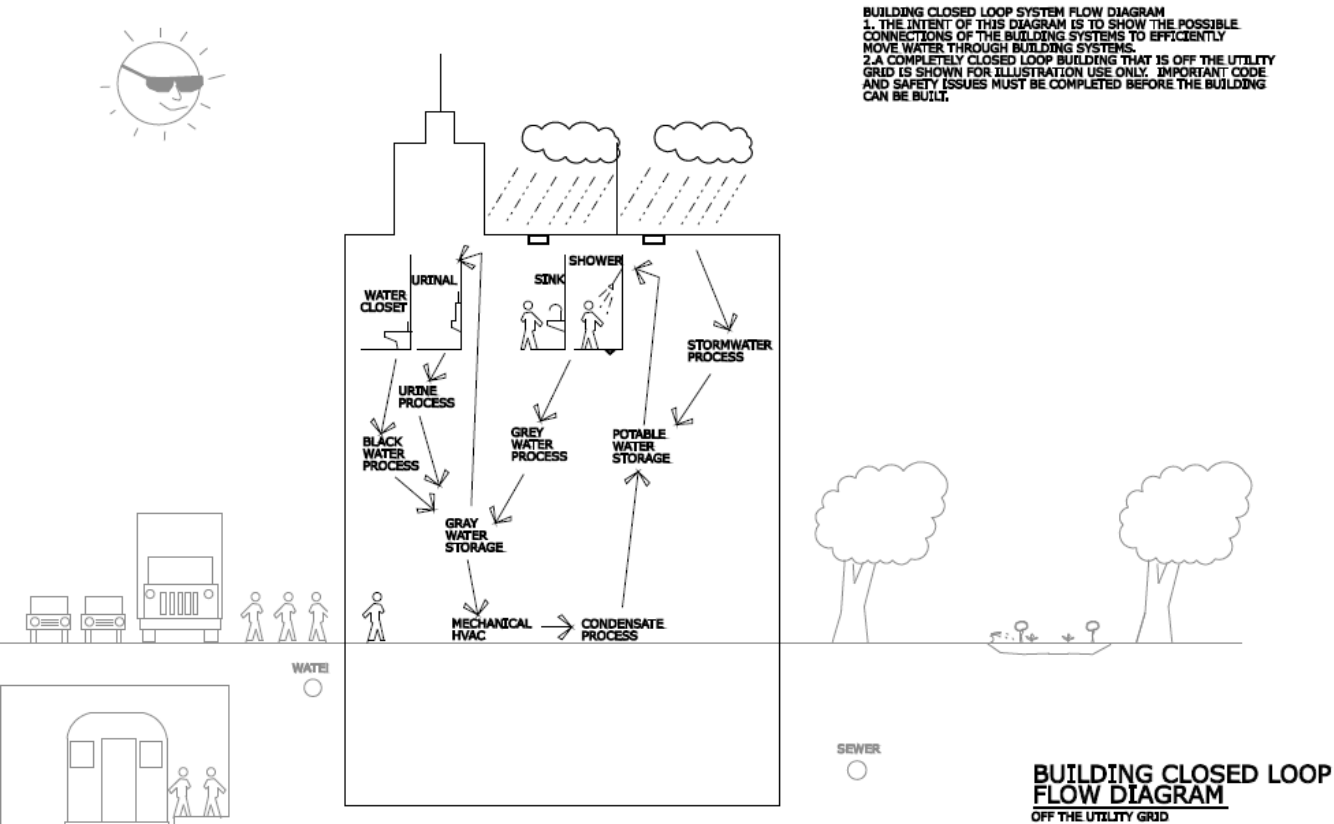 BUILDING CLOSED LOOP SYSTEM FLOW DIAGRAM
1. THE INTENT OF THIS DIAGRAM IS TO SHOW THE POSSIBLE
CONNECTIONS OF THE BUILDING SYSTEMS TO EFFICIENTLY
MOVE WATER THROUGH BUILDING SYSTEMS.
2.A COMPLETELY CLOSED LOOP BUILDING THAT IS OFF THE UTILITY
GRID IS SHOWN FOR ILLUSTRATION USE ONLY. IMPORTANT CODE
AND SAFETY ISSUES MUST BE COMPLETED BEFORE THE BUILDING
CAN BE BUILT.
SHOWER
URINAL
SINK
WATER
CLOSET
STORMWATER
PROCESS
URINE
PROCESS
BLACK
WATER
PROCESS
GREY
WATER
PROCESS
POTABLE
WATER
STORAGE
GRAY
WATER
STORAGE
MECHANICAL
HVAC
CONDENSATE
PROCESS
WATE
SEWER
BUILDING CLOSED LOOP
FLOW DIAGRAM
OFF THE UTILITY GRID